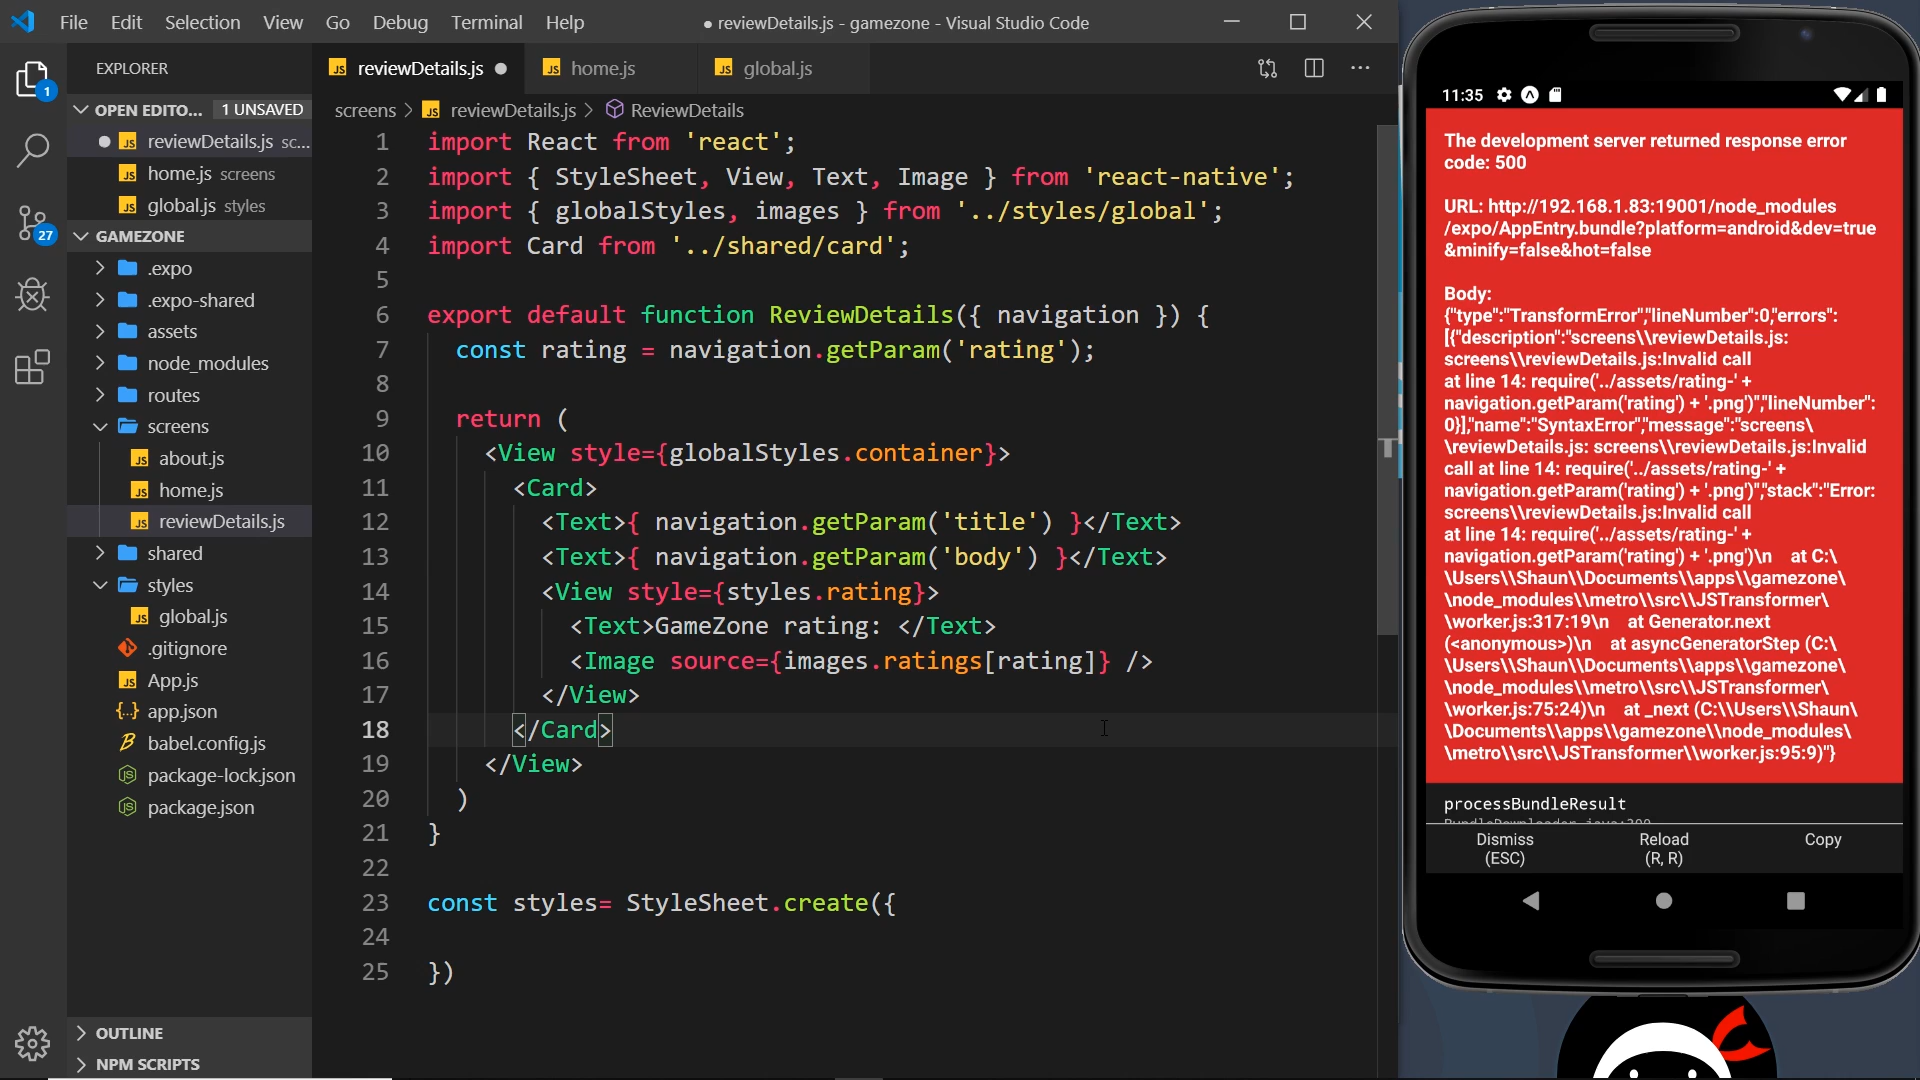 File Edit Selection View Go Debug Terminal Help
● reviewDetails.js - gamezone - Visual Studio Code
EXPLORER
OPEN EDITO... 1 UNSAVED
reviewDetails.js sc...
home.js screens
global.js styles
GAMEZONE
.expo
.expo-shared
assets
node_modules
routes
screens
about.js
home.js
reviewDetails.js
shared
styles
global.js
.gitignore
App.js
app.json
babel.config.js
package-lock.json
package.json
OUTLINE
NPM SCRIPTS
1
27
reviewDetails.js home.js global.js
screens > reviewDetails.js > ReviewDetails
1 import React from 'react';
2 import { StyleSheet, View, Text, Image } from 'react-native';
3 import { globalStyles, images } from '../styles/global';
4 import Card from '../shared/card';
5
6 export default function ReviewDetails({ navigation }) {
7 const rating = navigation.getParam('rating');
8
9 return (
10 <View style={globalStyles.container}>
11 <Card>
12 <Text>{ navigation.getParam('title') }</Text>
13 <Text>{ navigation.getParam('body') }</Text>
14 <View style={styles.rating}>
15 <Text>GameZone rating: </Text>
16 <Image source={images.ratings[rating]} />
17 </View>
18 </Card>
19 </View>
20 )
21 }
22
23 const styles= StyleSheet.create({
24
25 })
11:35
The development server returned response error
code: 500
URL: http://192.168.1.83:19001/node_modules
/expo/AppEntry.bundle?platform=android&dev=true
&minify=false&hot=false
Body:
{"type":"TransformError","lineNumber":0,"errors":
[{"description":"screens\\reviewDetails.js:
screens\\reviewDetails.js:Invalid call
at line 14: require('../assets/rating-' +
navigation.getParam('rating') + '.png')","lineNumber":
0}],"name":"SyntaxError","message":"screens\
\reviewDetails.js: screens\\reviewDetails.js:Invalid
call at line 14: require('../assets/rating-' +
navigation.getParam('rating') + '.png')","stack":"Error:
screens\\reviewDetails.js:Invalid call
at line 14: require('../assets/rating-' +
navigation.getParam('rating') + '.png')\n    at C:\
\Users\\Shaun\\Documents\\apps\\gamezone\
\node_modules\\metro\\src\\JSTransformer\
\worker.js:317:19\n    at Generator.next
(<anonymous>)\n    at asyncGeneratorStep (C:\
\Users\\Shaun\\Documents\\apps\\gamezone\
\node_modules\\metro\\src\\JSTransformer\
\worker.js:75:24)\n    at _next (C:\\Users\\Shaun\
\Documents\\apps\\gamezone\\node_modules\
\metro\\src\\JSTransformer\\worker.js:95:9)"}
processBundleResult
Dismiss
(ESC)
Reload
(R, R)
Copy